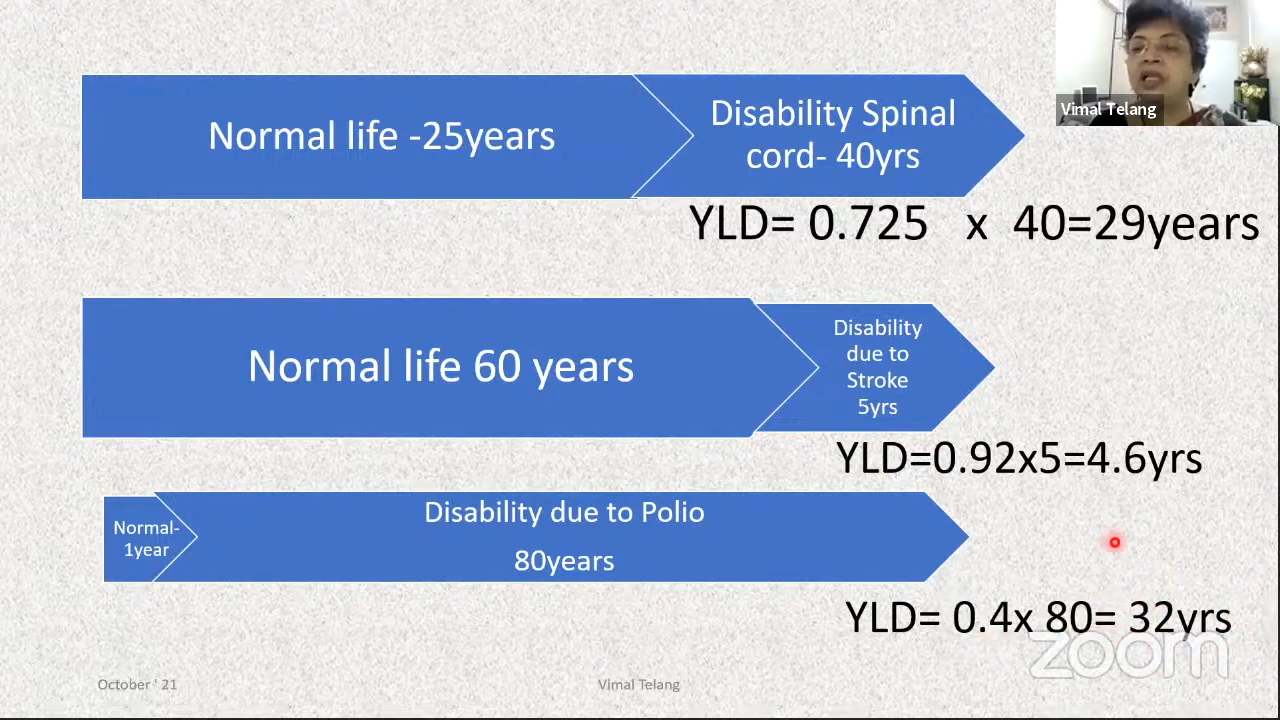 Vimal Telang
Normal life -25years
Disability Spinal
cord- 40yrs
YLD= 0.725 x 40=29years
Normal life 60 years
Disability
due to
Stroke
5yrs
YLD=0.92x5=4.6yrs
Normal-
1year
Disability due to Polio
80years
YLD= 0.4x 80= 32yrs
zoom
October ' 21
Vimal Telang